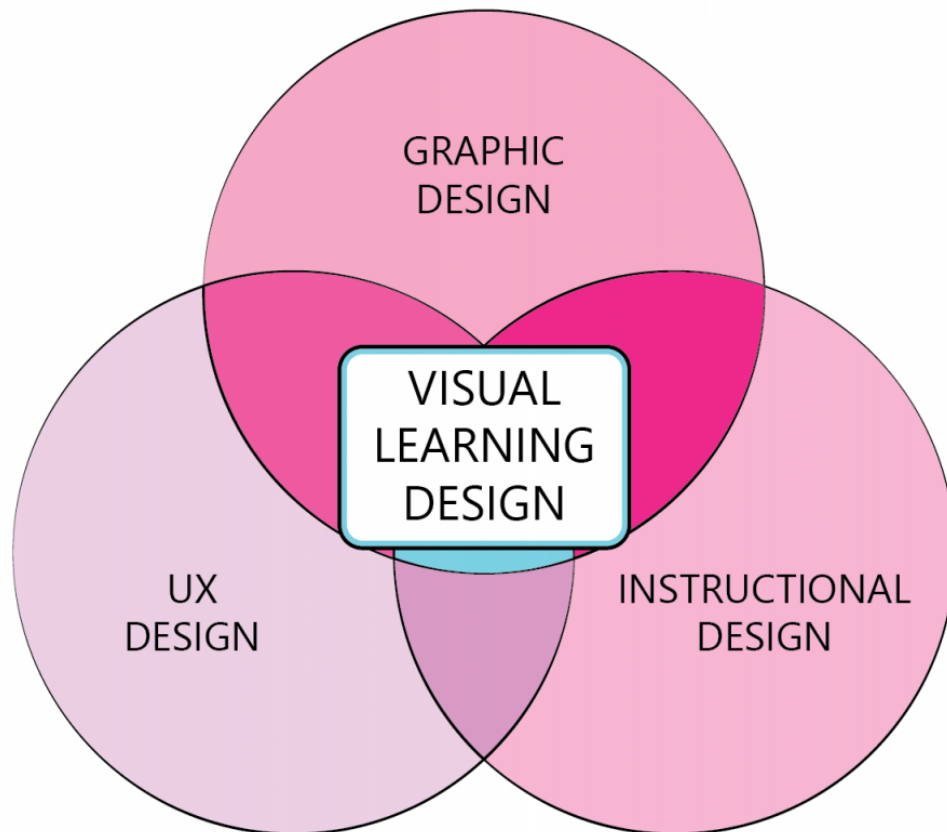 GRAPHIC
DESIGN
VISUAL
LEARNING
DESIGN
UX
DESIGN
INSTRUCTIONAL
DESIGN